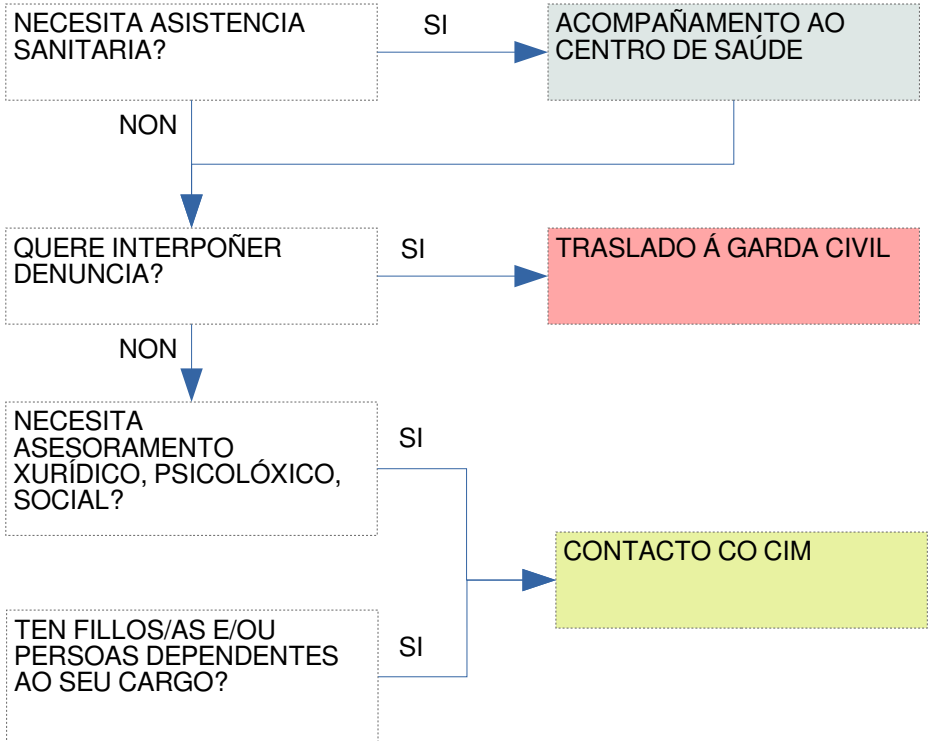 NECESITA ASISTENCIA
SANITARIA?
SI
ACOMPAÑAMENTO AO
CENTRO DE SAÚDE
NON
QUERE INTERPOÑER
DENUNCIA?
SI
TRASLADO Á GARDA CIVIL
NON
NECESITA
ASESORAMENTO
XURÍDICO, PSICOLÓXICO,
SOCIAL?
SI
CONTACTO CO CIM
TEN FILLOS/AS E/OU
PERSOAS DEPENDENTES
AO SEU CARGO?
SI